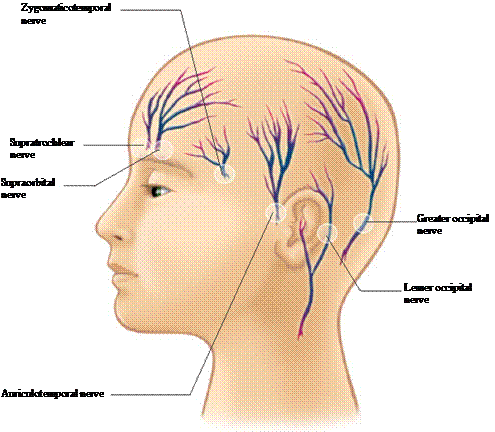 Zygomaticotemporal
nerve
Supratrochlear
nerve
Supraorbital
nerve
Greater occipital
nerve
Lesser occipital
nerve
Auriculotemporal nerve